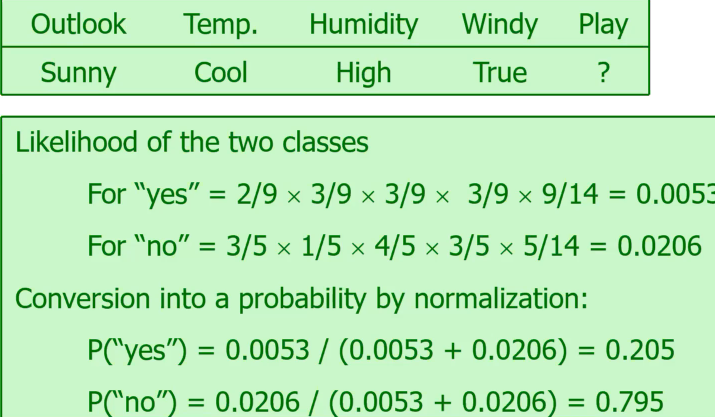 Outlook Temp. Humidity Windy Play
Sunny Cool High True ?
Likelihood of the two classes
For “yes” = 2/9 × 3/9 × 3/9 × 3/9 × 9/14 = 0.0053
For “no” = 3/5 × 1/5 × 4/5 × 3/5 × 5/14 = 0.0206
Conversion into a probability by normalization:
P(“yes”) = 0.0053 / (0.0053 + 0.0206) = 0.205
P(“no”) = 0.0206 / (0.0053 + 0.0206) = 0.795